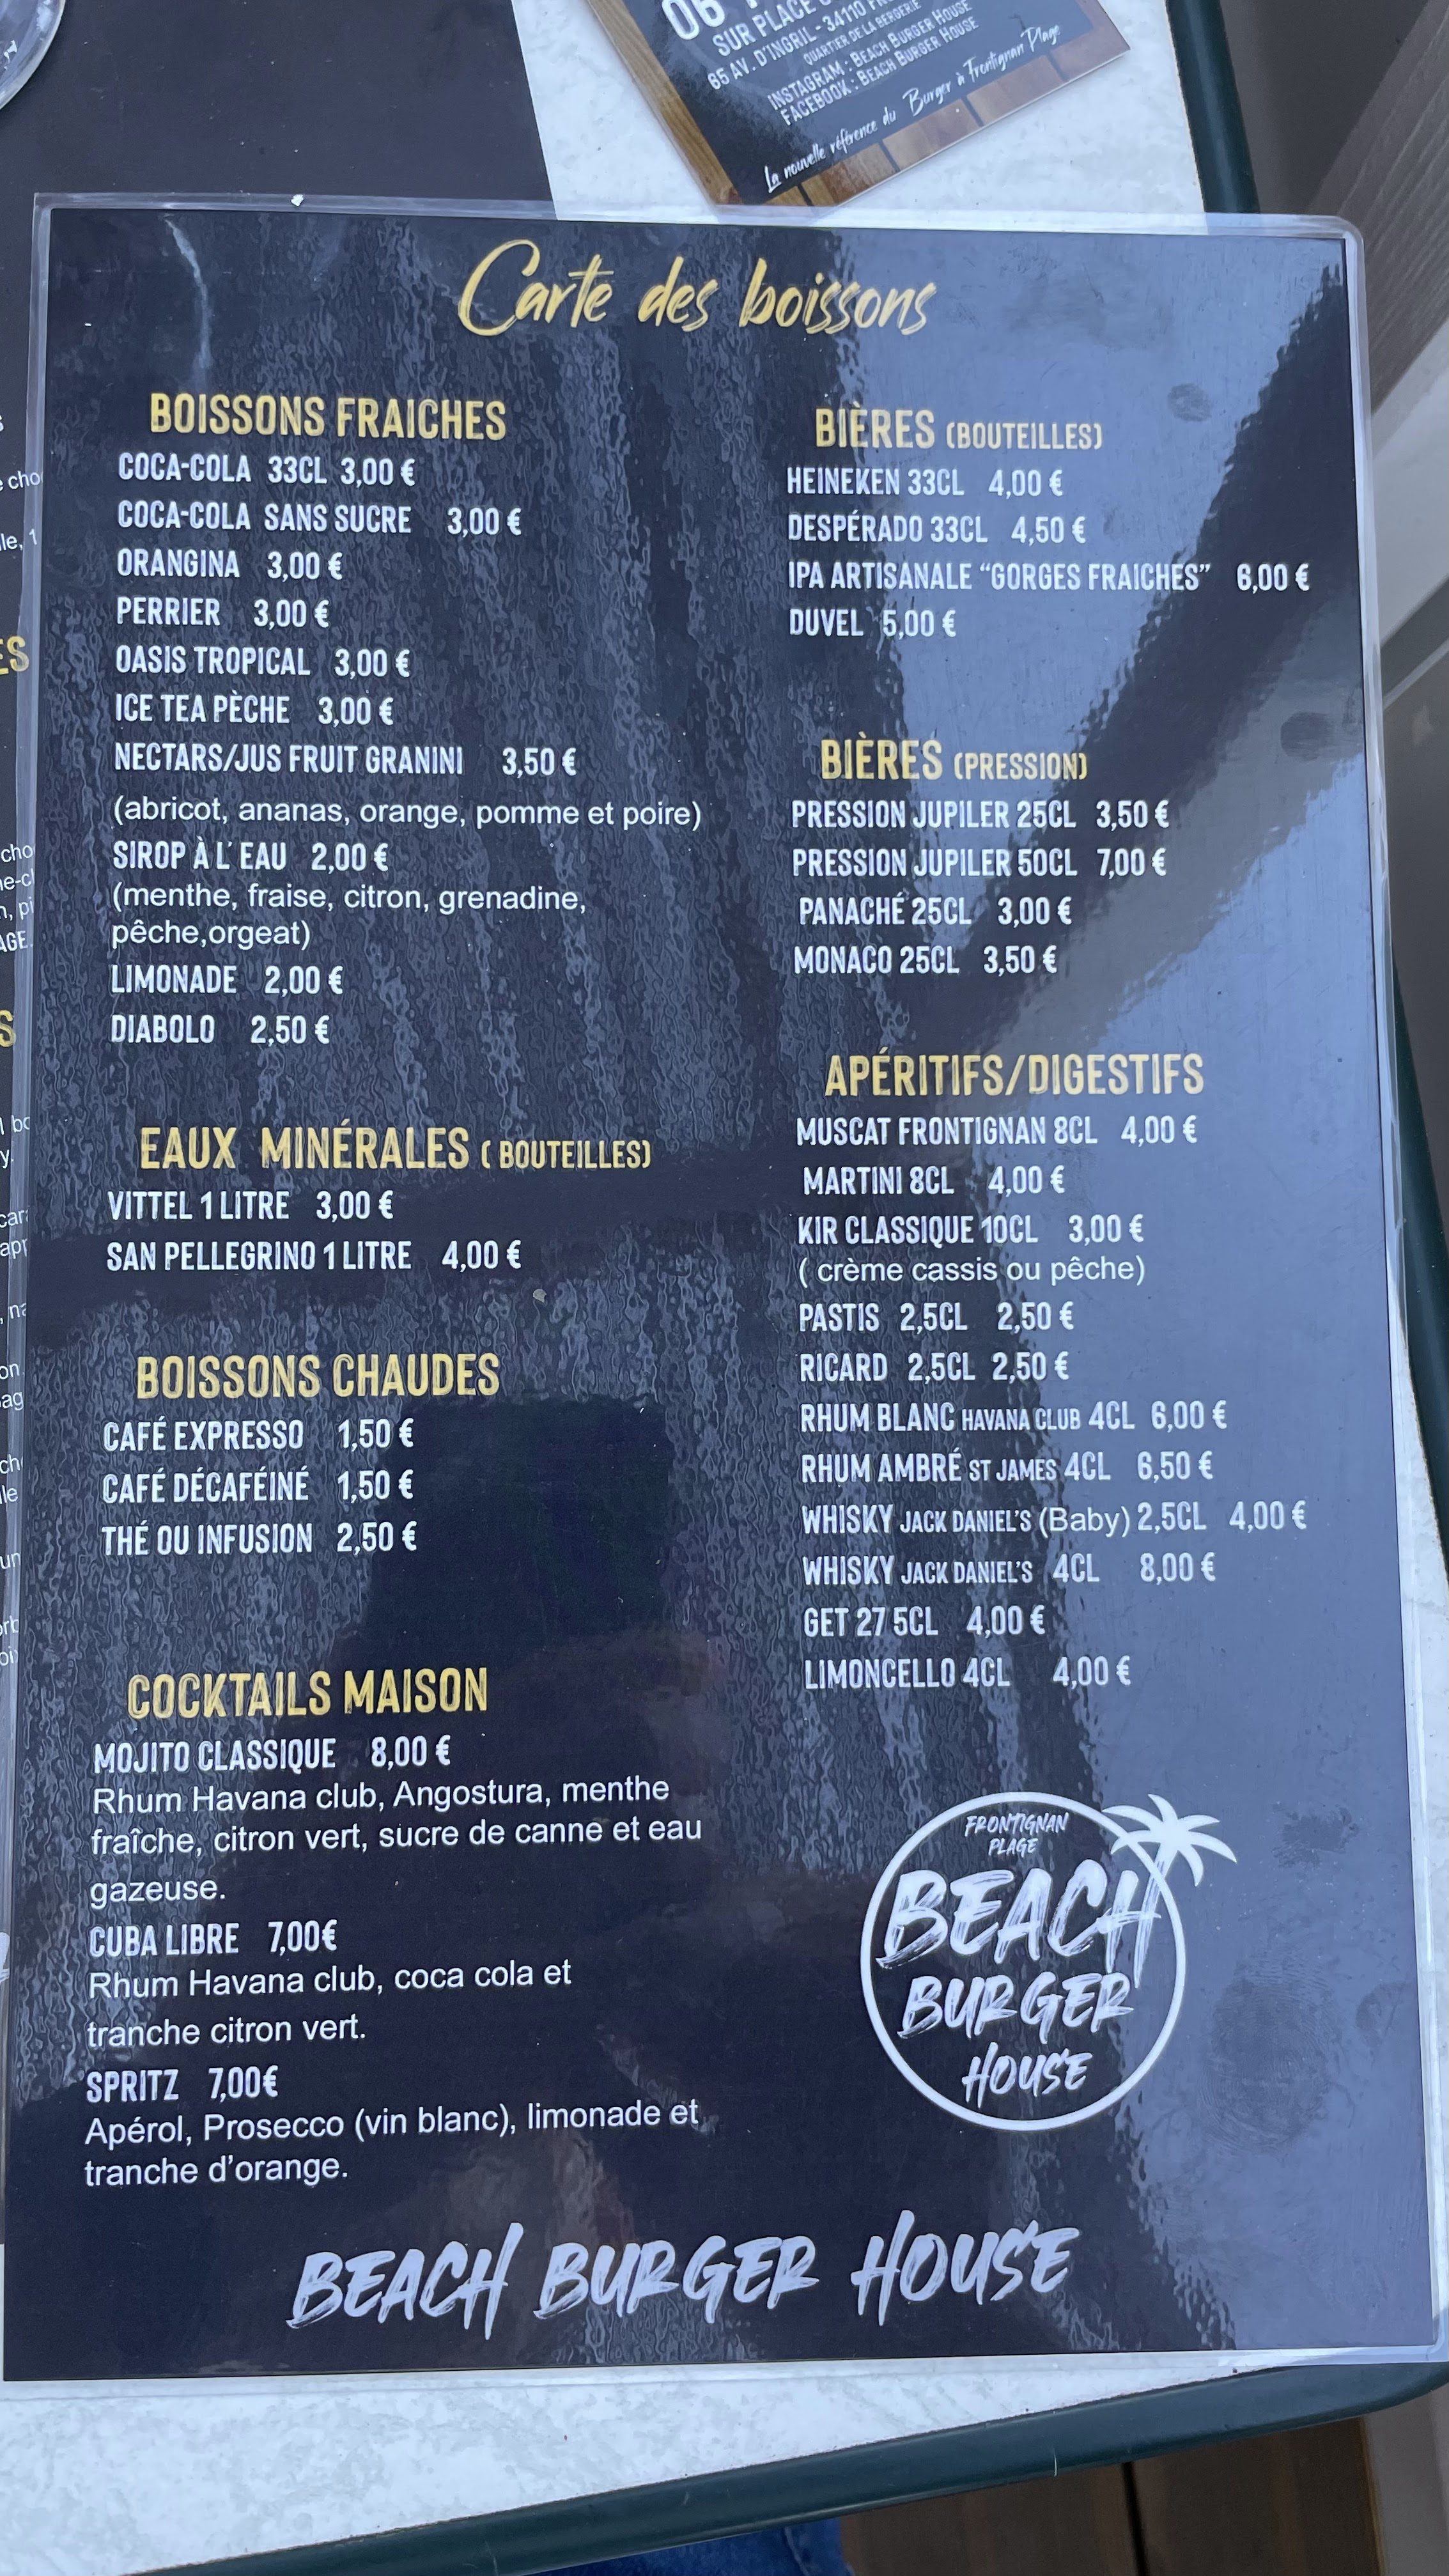 06
SUR PLACE
65 AV. D'INGRIL - 34110
QUARTIER DE LA BERGERIE
INSTAGRAM : BEACH BURGER HOUSE
FACEBOOK : BEACH BURGER HOUSE
La nouvelle référence du Burger à Frontignan Plage
Carte des boissons
BOISSONS FRAICHES
COCA-COLA 33CL 3,00 €
COCA-COLA SANS SUCRE 3,00 €
ORANGINA 3,00 €
PERRIER 3,00 €
OASIS TROPICAL 3,00 €
ICE TEA PÈCHE 3,00 €
NECTARS/JUS FRUIT GRANINI 3,50 €
(abricot, ananas, orange, pomme et poire)
SIROP À L' EAU 2,00 €
(menthe, fraise, citron, grenadine,
pêche,orgeat)
LIMONADE 2,00 €
DIABOLO 2,50 €
EAUX MINÉRALES ( BOUTEILLES)
VITTEL 1 LITRE 3,00 €
SAN PELLEGRINO 1 LITRE 4,00 €
BOISSONS CHAUDES
CAFÉ EXPRESSO 1,50 €
CAFÉ DÉCAFÉINÉ 1,50 €
THÉ OU INFUSION 2,50 €
COCKTAILS MAISON
MOJITO CLASSIQUE 8,00 €
Rhum Havana club, Angostura, menthe
fraîche, citron vert, sucre de canne et eau
gazeuse.
CUBA LIBRE 7,00€
Rhum Havana club, coca cola et
tranche citron vert.
SPRITZ 7,00€
Apérol, Prosecco (vin blanc), limonade et
tranche d'orange.
BIÈRES (BOUTEILLES)
HEINEKEN 33CL 4,00 €
DESPÉRADO 33CL 4,50 €
IPA ARTISANALE “GORGES FRAICHES” 6,00 €
DUVEL 5,00 €
BIÈRES (PRESSION)
PRESSION JUPILER 25CL 3,50 €
PRESSION JUPILER 50CL 7,00 €
PANACHÉ 25CL 3,00 €
MONACO 25CL 3,50 €
APÉRITIFS/DIGESTIFS
MUSCAT FRONTIGNAN 8CL 4,00 €
MARTINI 8CL 4,00 €
KIR CLASSIQUE 10CL 3,00 €
( crème cassis ou pêche)
PASTIS 2,5CL 2,50 €
RICARD 2,5CL 2,50 €
RHUM BLANC HAVANA CLUB 4CL 6,00 €
RHUM AMBRÉ ST JAMES 4CL 6,50 €
WHISKY JACK DANIEL'S (Baby) 2,5CL 4,00 €
WHISKY JACK DANIEL'S 4CL 8,00 €
GET 27 5CL 4,00 €
LIMONCELLO 4CL 4,00 €
FRONTIGNAN
PLAGE
BEACH
BURGER
HOUSE
BEACH BURGER HOUSE